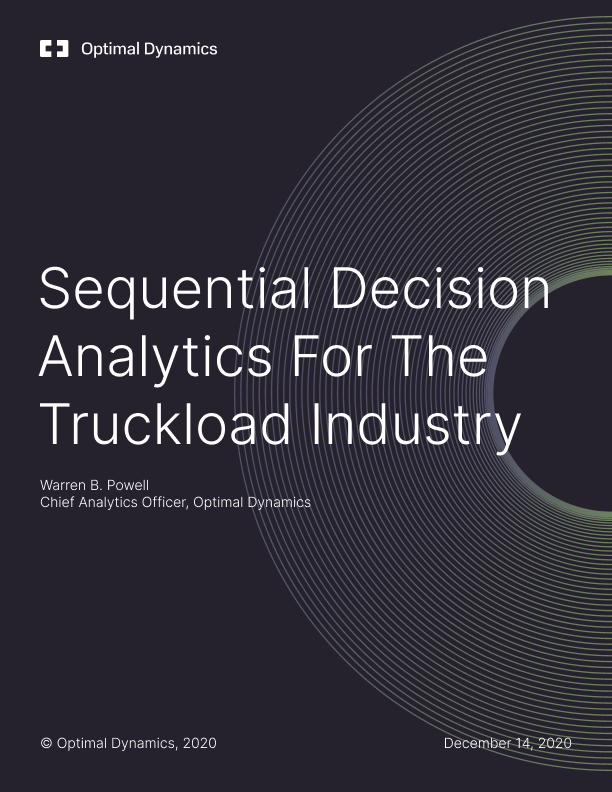 Optimal Dynamics
Sequential Decision
Analytics For The
Truckload Industry
Warren B. Powell
Chief Analytics Officer, Optimal Dynamics
© Optimal Dynamics, 2020
December 14, 2020